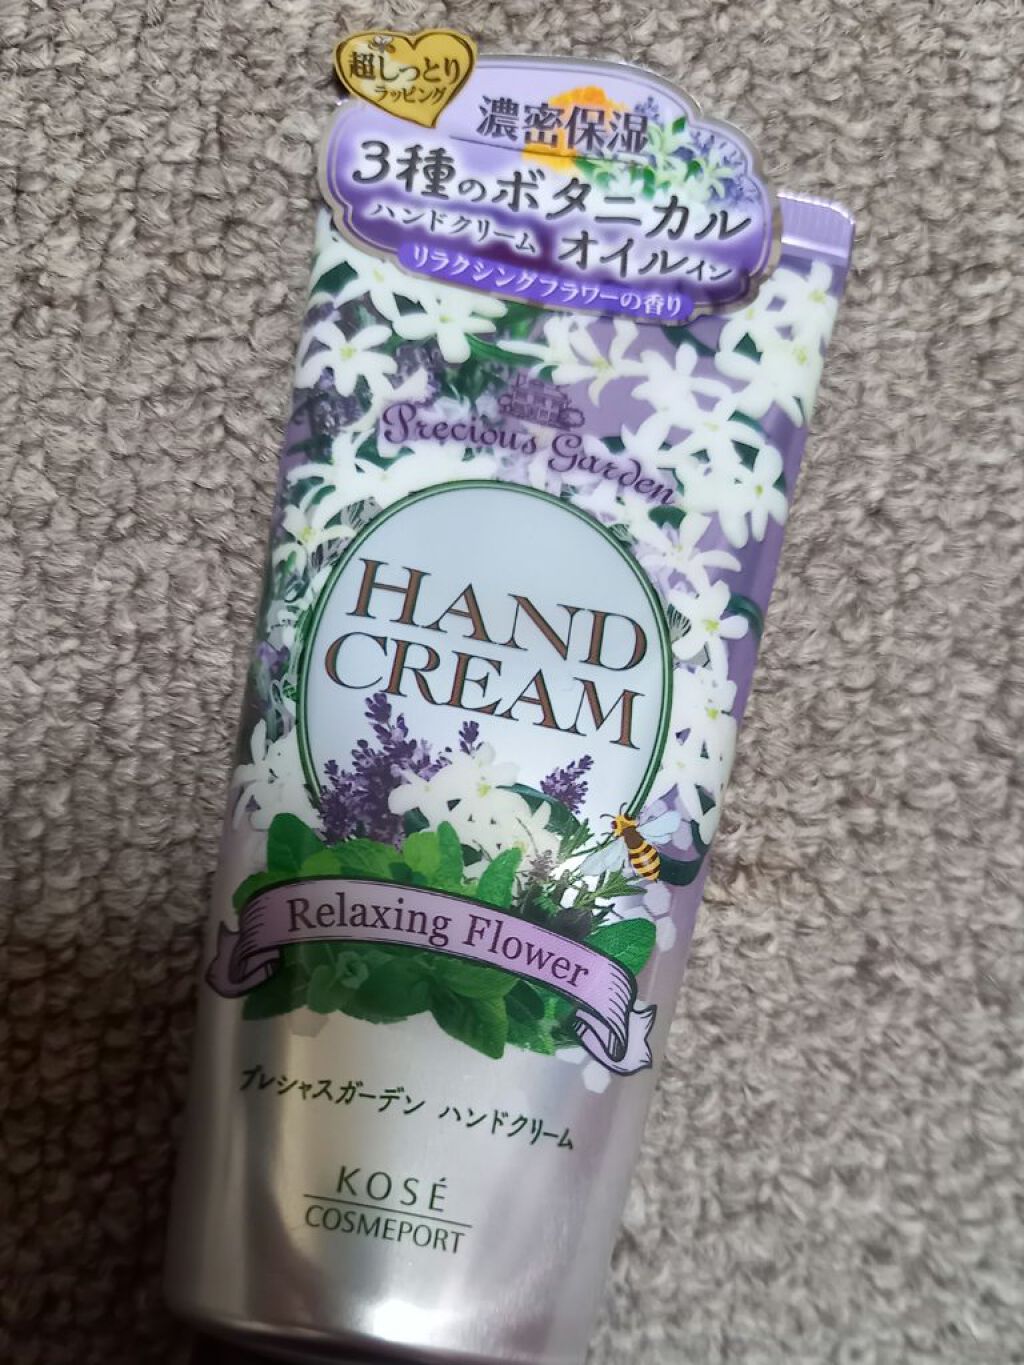 超しっとり
ラッピング
濃密保湿
3種のボタニカル
ハンドクリーム オイルイン
リラクシングフラワーの香り
Precious Garden
HAND
CREAM
Relaxing Flower
プレシャスガーデン ハンドクリーム
KOSÉ
COSMEPORT